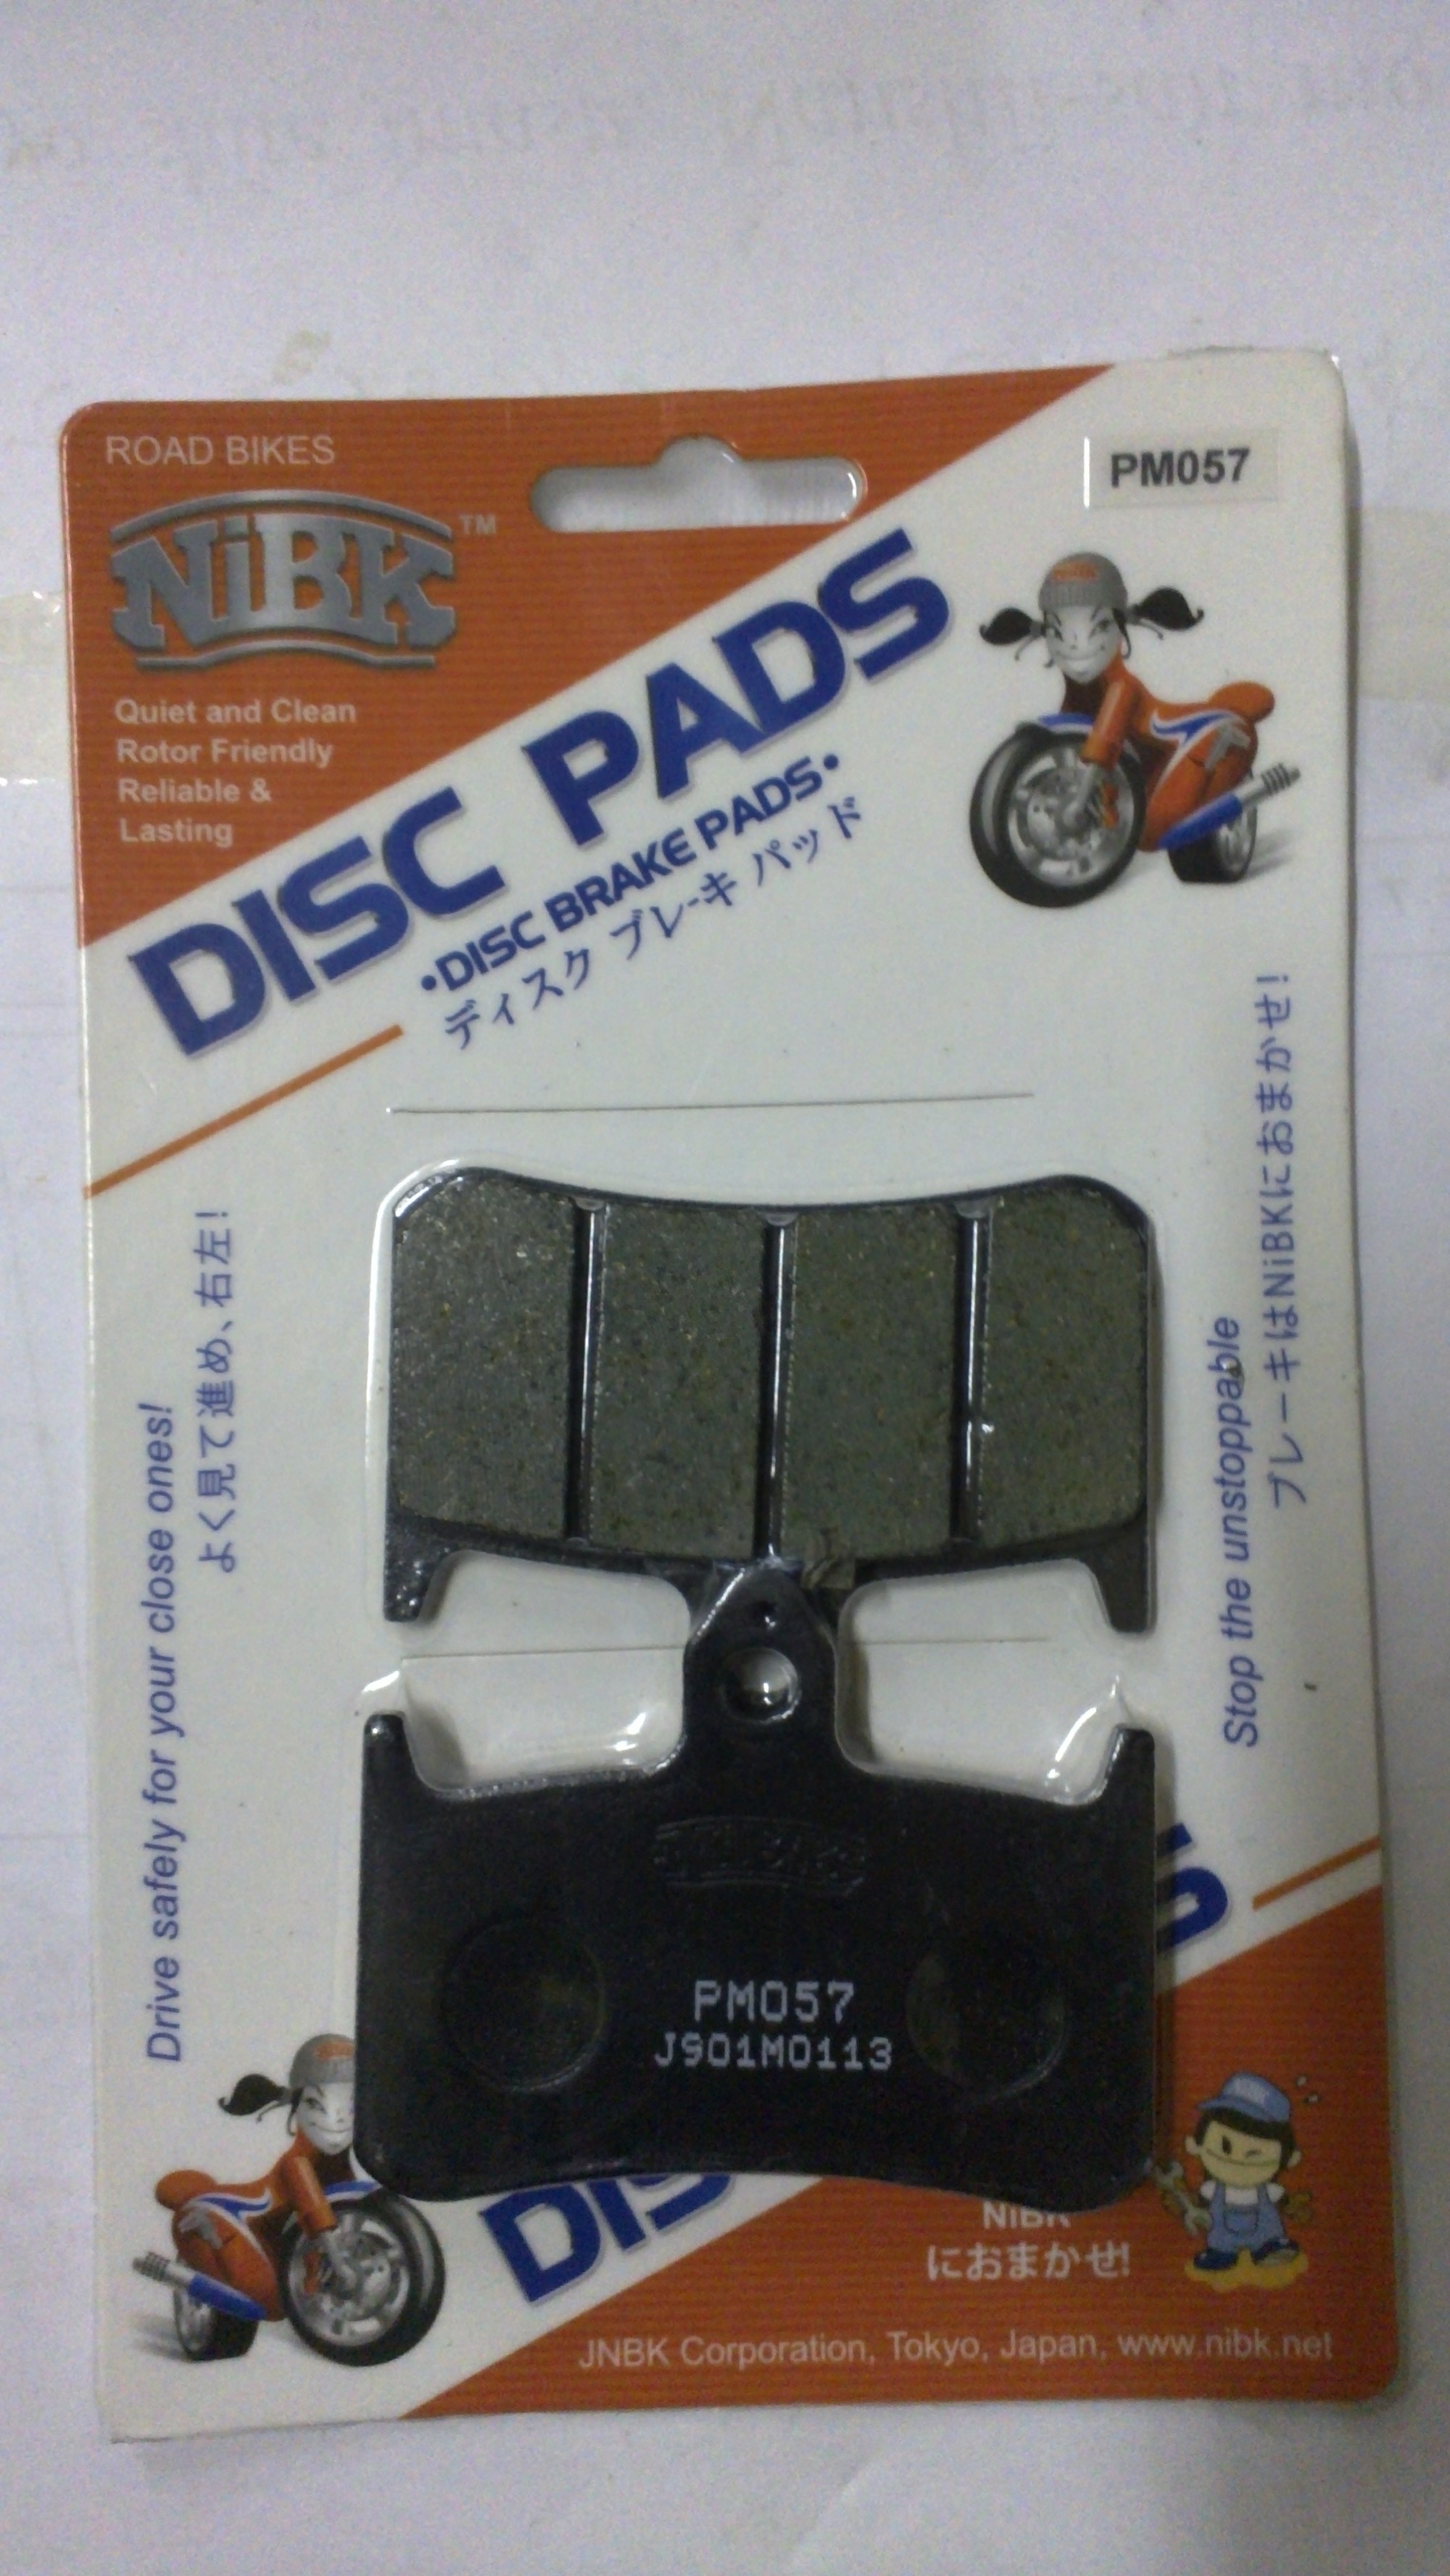 ROAD BIKES
PM057
NiBK™
Quiet and Clean
Rotor Friendly
Reliable &
Lasting
DISC PADS
•DISC BRAKE PADS•
ディスク ブレーキ パッド
Drive safely for your close ones!
よく見て進め、右左!
ブレーキはNiBKにおまかせ!
Stop the unstoppable
PM057
J901M0113
DIS
S
NiBK
におまかせ!
JNBK Corporation, Tokyo, Japan, www.nibk.net